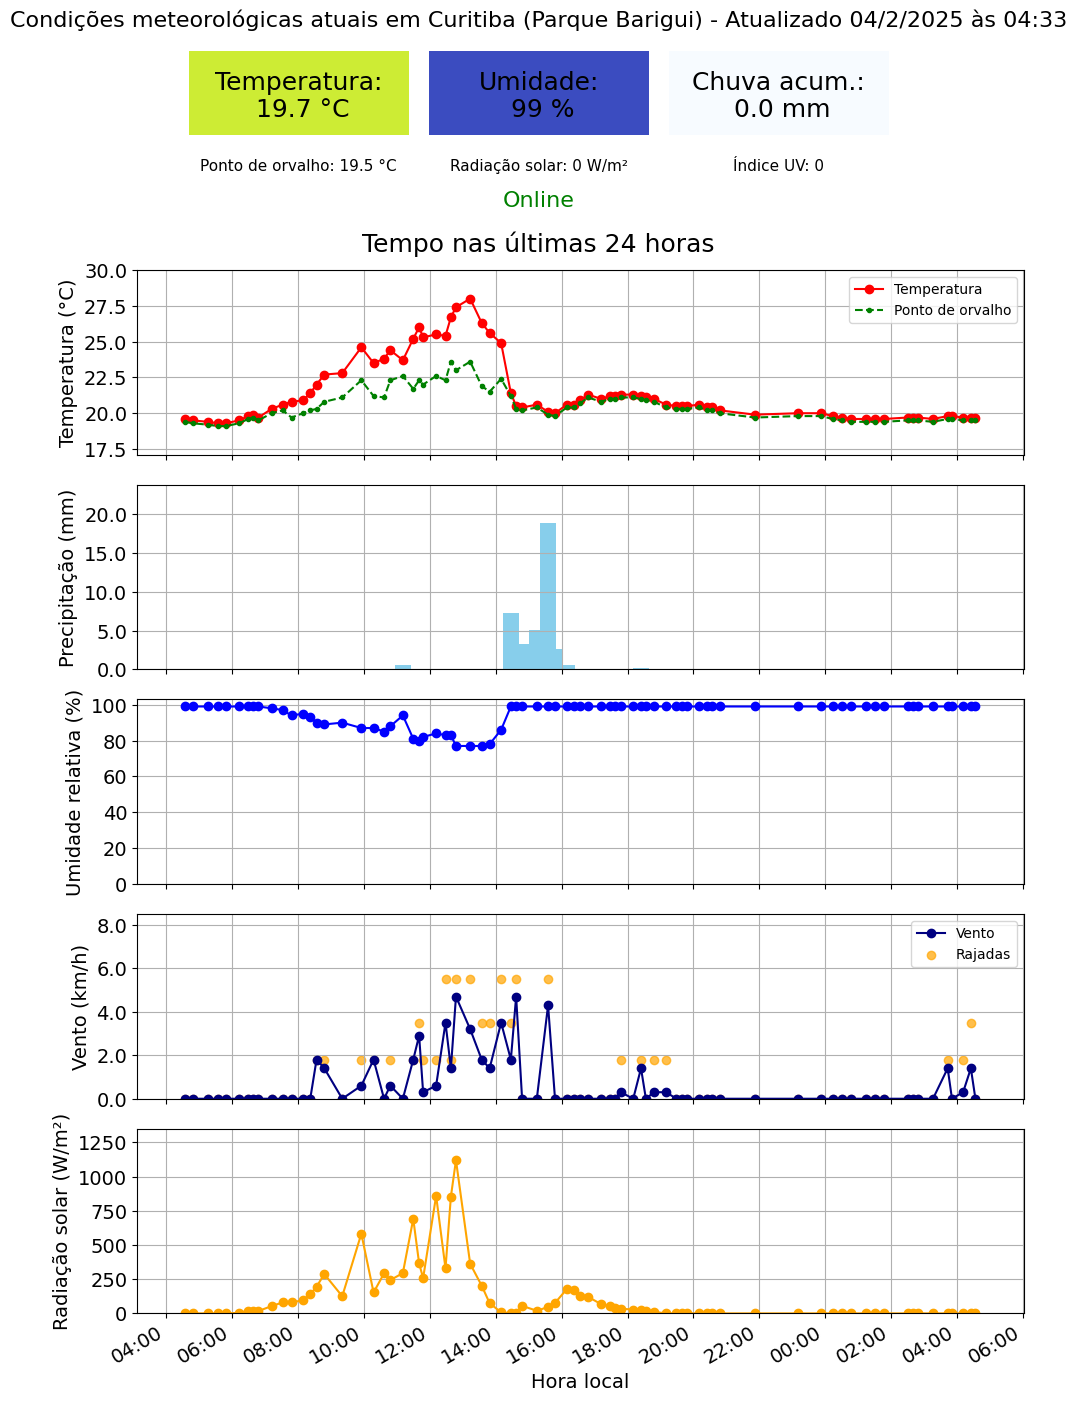 Condições meteorológicas atuais em Curitiba (Parque Barigui) - Atualizado 04/2/2025 às 04:33
Temperatura:
19.7 °C
Umidade:
99 %
Chuva acum.:
0.0 mm
Ponto de orvalho: 19.5 °C
Radiação solar: 0 W/m²
Índice UV: 0
Online
Tempo nas últimas 24 horas
Temperatura (°C)
30.0
27.5
25.0
22.5
20.0
17.5
Temperatura
Ponto de orvalho
Precipitação (mm)
20.0
15.0
10.0
5.0
0.0
Umidade relativa (%)
100
80
60
40
20
0
Vento (km/h)
8.0
6.0
4.0
2.0
0.0
Vento
Rajadas
Radiação solar (W/m²)
1250
1000
750
500
250
0
04:00
06:00
08:00
10:00
12:00
14:00
16:00
18:00
20:00
22:00
00:00
02:00
04:00
06:00
Hora local